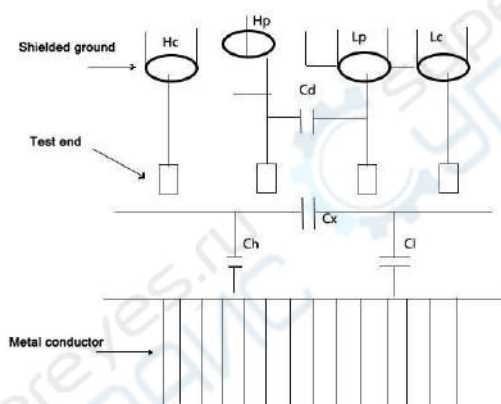 Hc
Hp
Lp
Lc
Shielded ground
Cd
Test end
Cx
Ch
Cl
Metal conductor